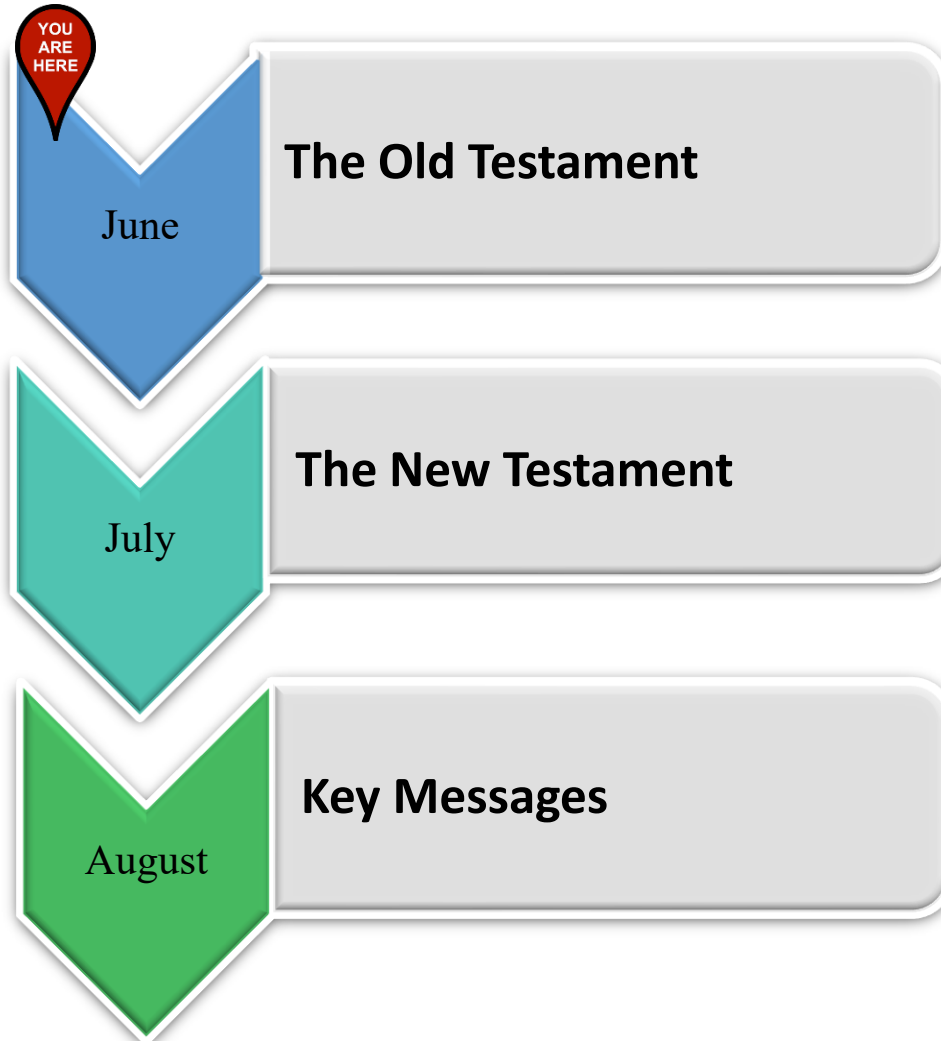 YOU
ARE
HERE
The Old Testament
June
The New Testament
July
Key Messages
August